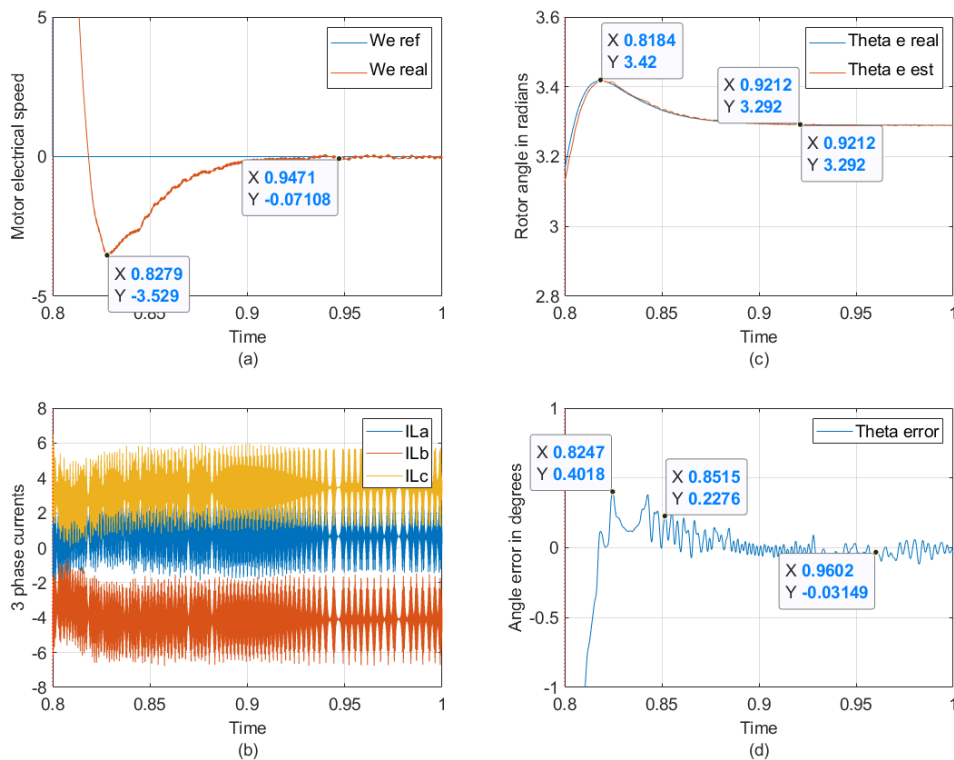 5
0
-5
Motor electrical speed
We ref
We real
X 0.9471
Y -0.07108
X 0.8279
Y -3.529
0.8
0.85
0.9
0.95
1
Time
(a)
3.6
3.4
3.2
3
2.8
Rotor angle in radians
Theta e real
Theta e est
X 0.8184
Y 3.42
X 0.9212
Y 3.292
X 0.9212
Y 3.292
0.8
0.85
0.9
0.95
1
Time
(c)
8
6
4
2
0
-2
-4
-6
-8
3 phase currents
ILa
ILb
ILc
0.8
0.85
0.9
0.95
1
Time
(b)
1
0.5
0
-0.5
-1
Angle error in degrees
Theta error
X 0.8247
Y 0.4018
X 0.8515
Y 0.2276
X 0.9602
Y -0.03149
0.8
0.85
0.9
0.95
1
Time
(d)